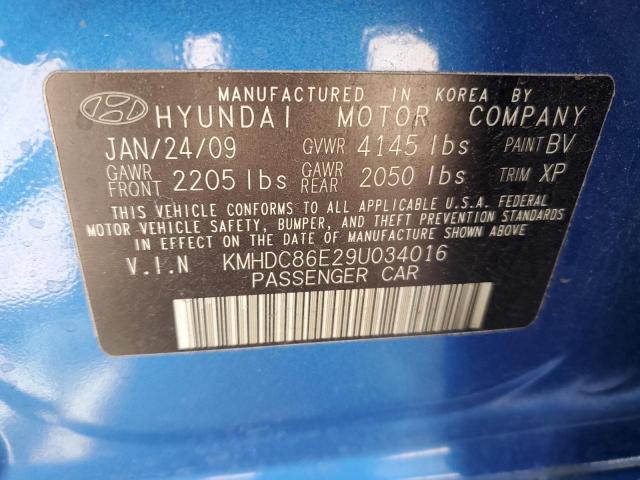 MANUFACTURED IN KOREA BY
HYUNDAI MOTOR COMPANY
JAN/24/09 GVWR 4145 lbs PAINT BV
GAWR FRONT 2205 lbs GAWR REAR 2050 lbs TRIM XP
THIS VEHICLE CONFORMS TO ALL APPLICABLE U.S.A. FEDERAL
MOTOR VEHICLE SAFETY, BUMPER, AND THEFT PREVENTION STANDARDS
IN EFFECT ON THE DATE OF MANUFACTURE SHOWN ABOVE
V.I.N KMHDC86E29U034016
PASSENGER CAR